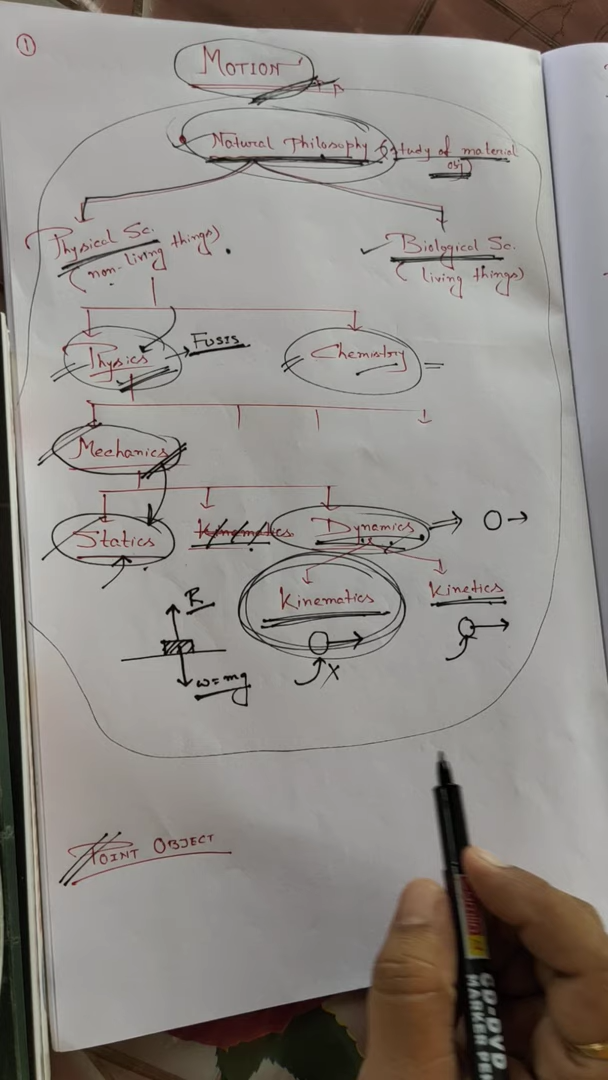 1
MOTION
Natural Philosophy (Study of material
obj)
Physical Sc.
(non-living things).
Biological Sc.
(living things)
Physics → FUSIS
Chemistry =
Mechanics
Statics
Kinematics
Dynamics
Kinematics
Kinetics
R
X
w=mg
POINT OBJECT
CD-DVD
MARKER PEN